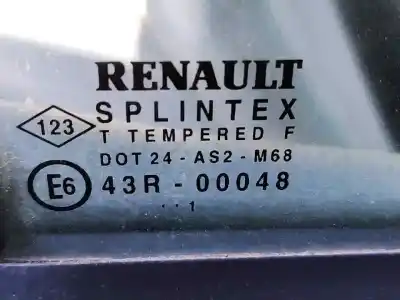 RENAULT
SPLINTEX
123
T TEMPERED F
DOT 24 - AS2 - M68
E6
43R - 00048
. . 1